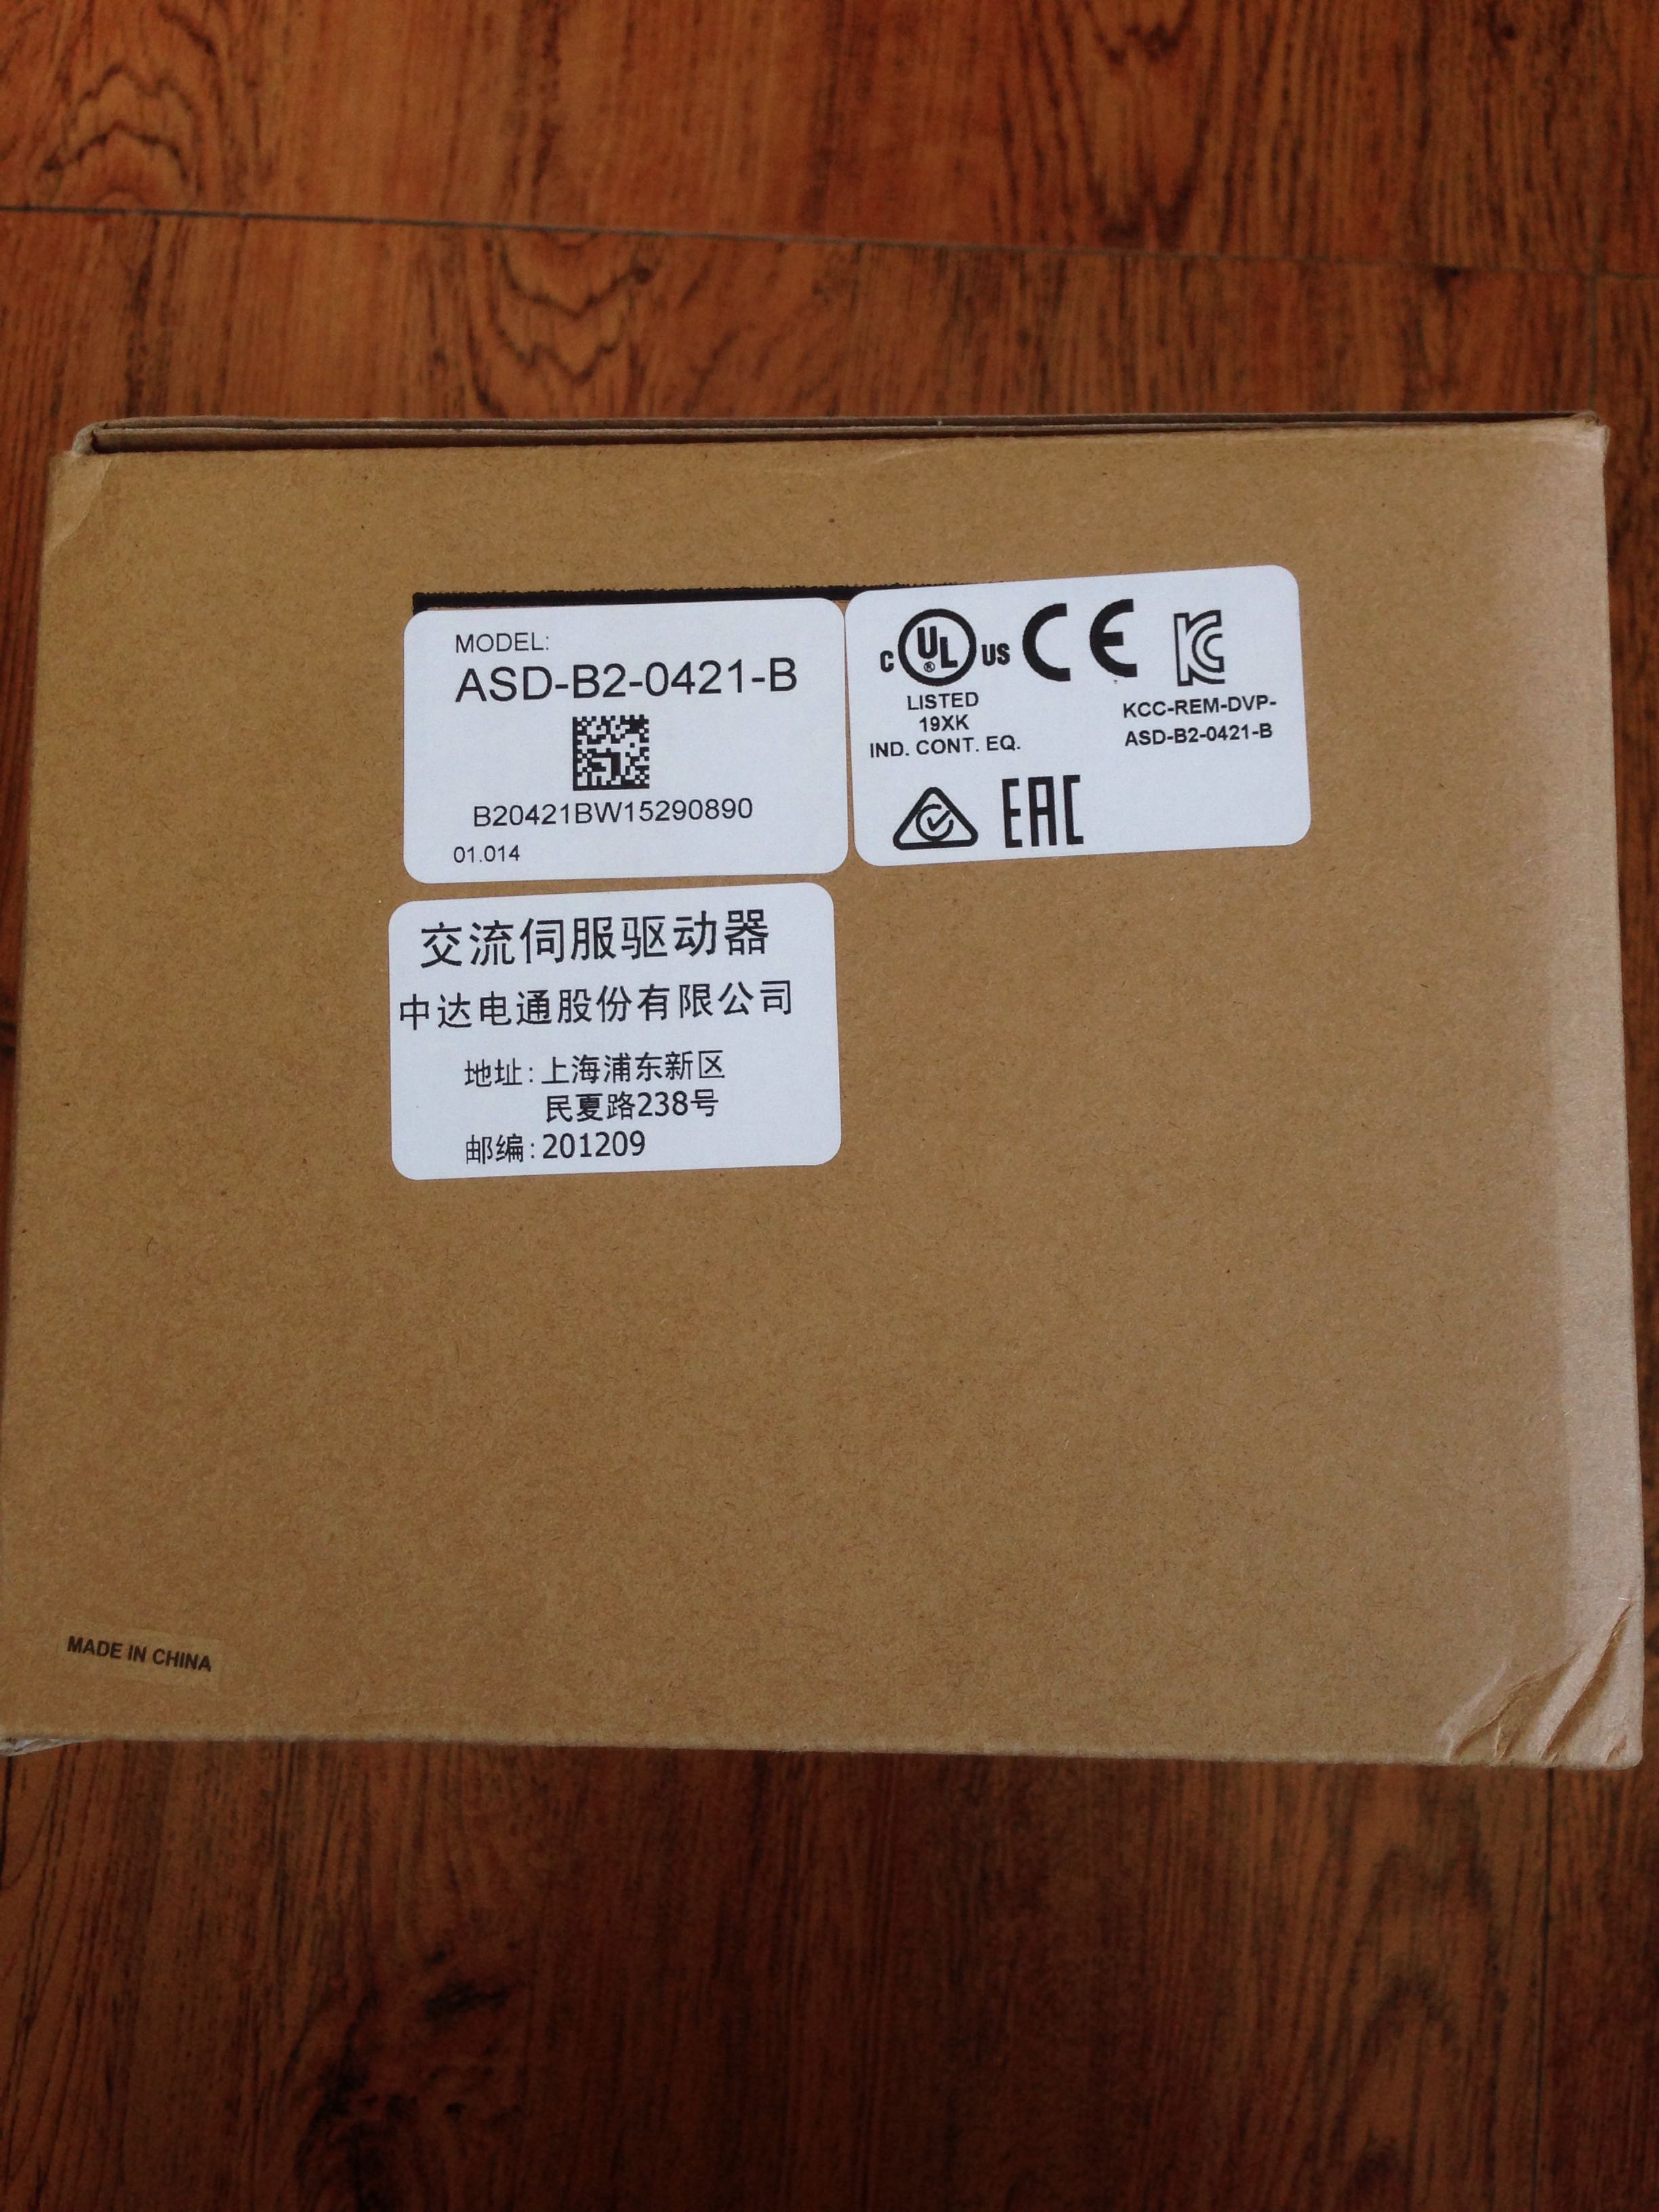 MODEL:
ASD-B2-0421-B
B20421BW15290890
01.014
C UL® US CE KC
LISTED
19XK
IND. CONT. EQ.
KCC-REM-DVP-
ASD-B2-0421-B
EAC
交流伺服驱动器
中达电通股份有限公司
地址:上海浦东新区
民夏路238号
邮编:201209
MADE IN CHINA